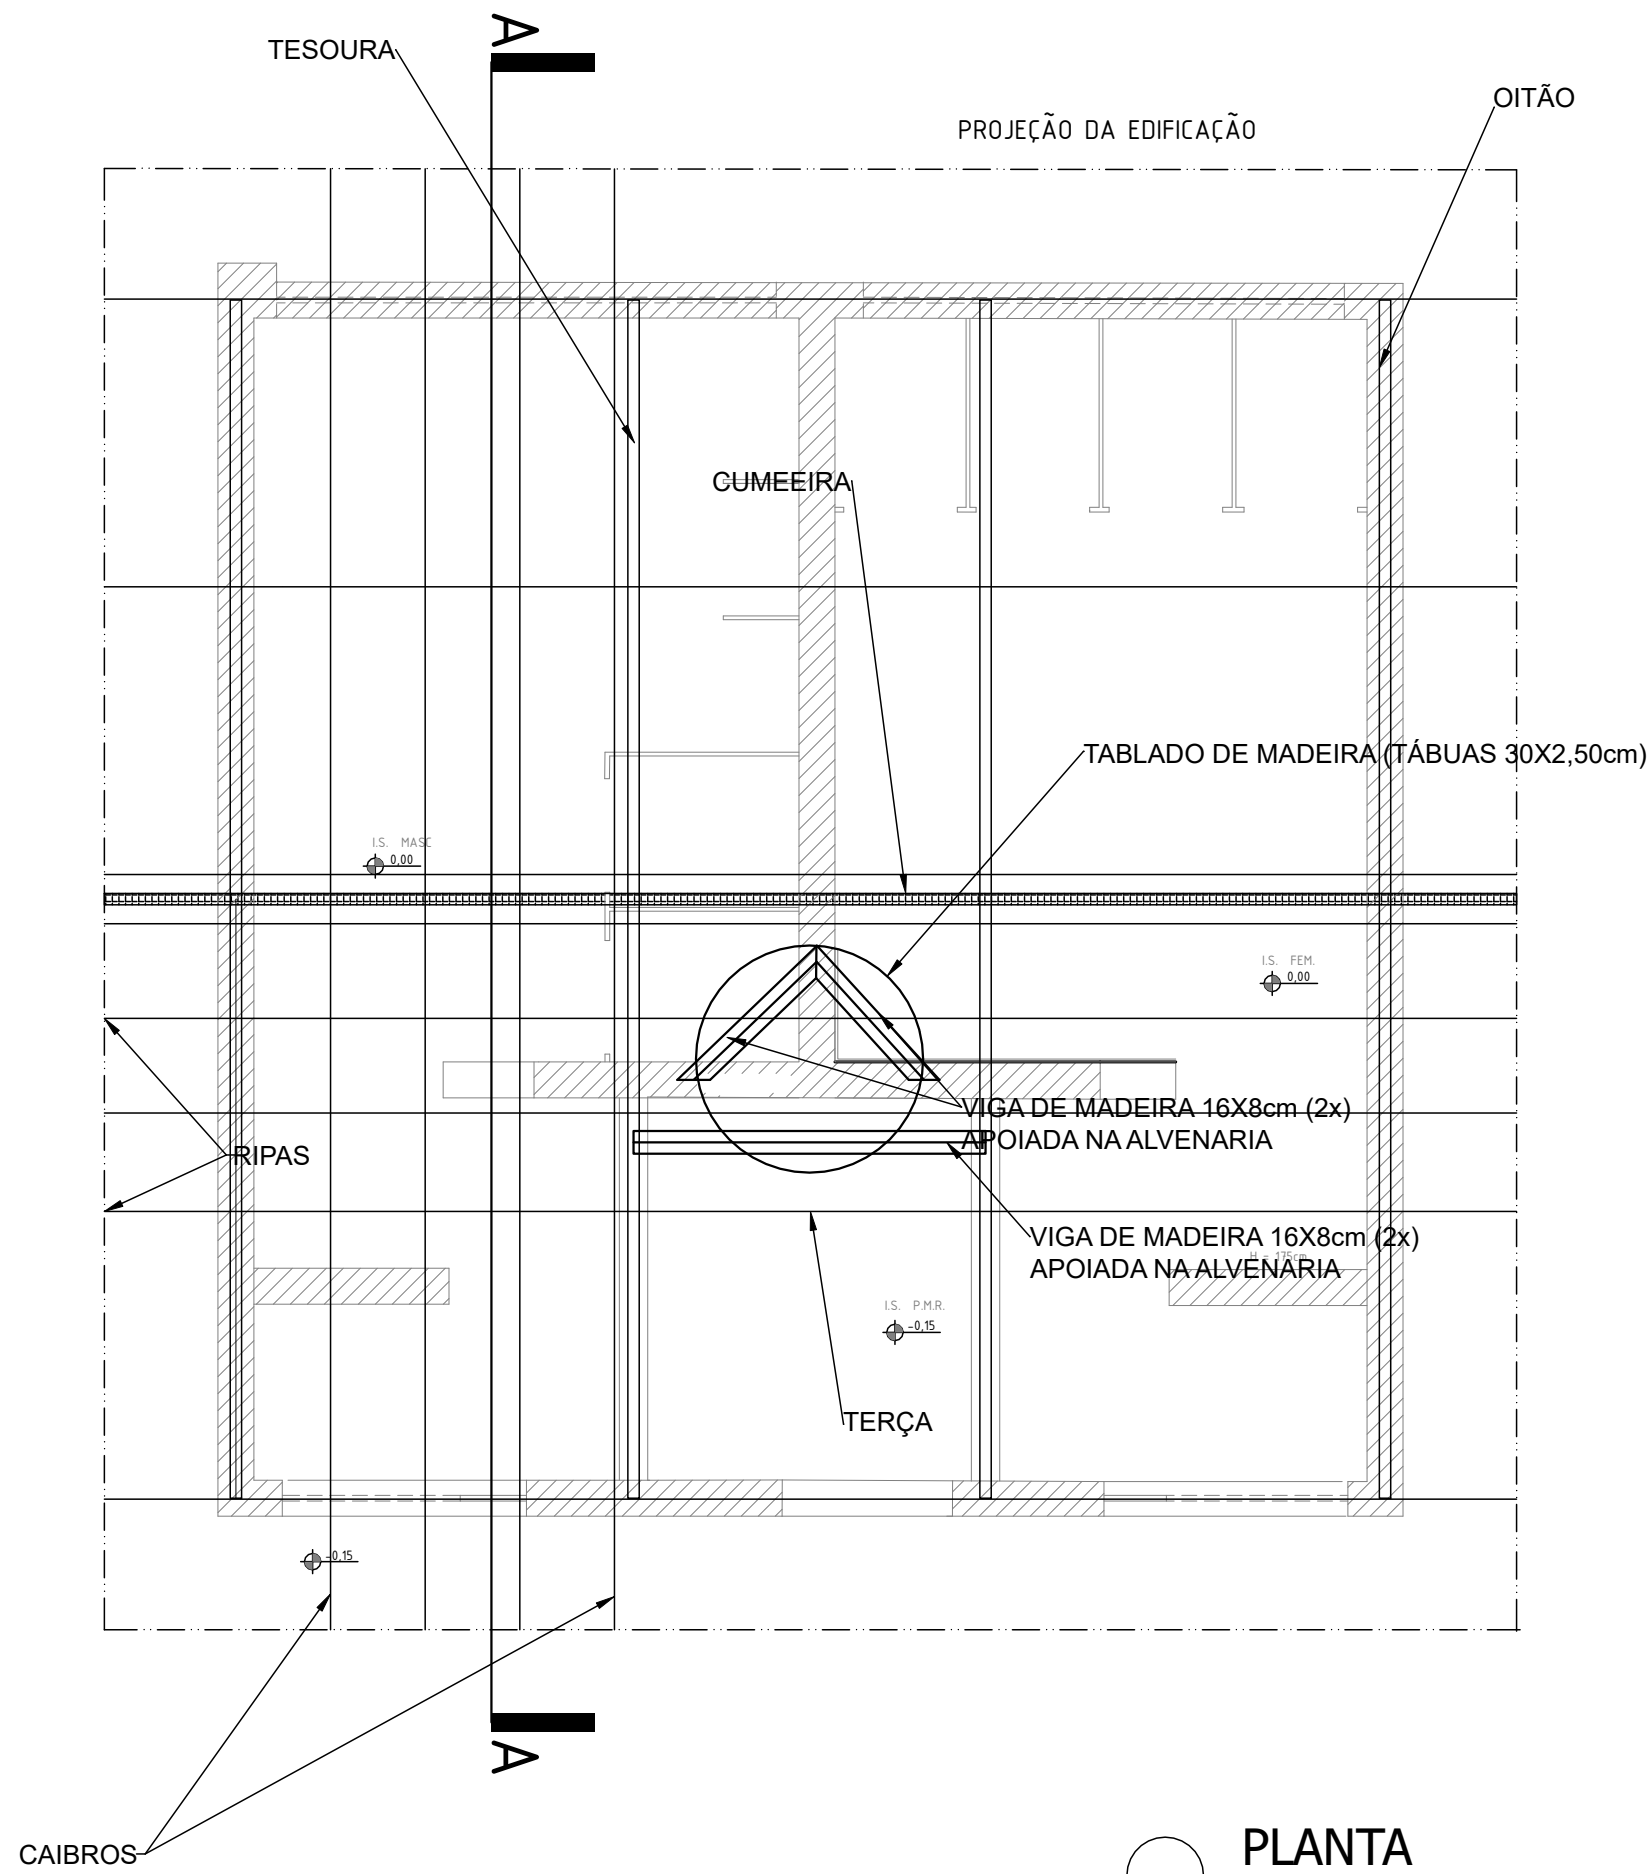 A
TESOURA
OITÃO
PROJEÇÃO DA EDIFICAÇÃO
CUMEEIRA
TABLADO DE MADEIRA (TÁBUAS 30X2,50cm)
I.S. MASC
0,00
I.S. FEM.
0,00
VIGA DE MADEIRA 16X8cm (2x)
APOIADA NA ALVENARIA
RIPAS
VIGA DE MADEIRA 16X8cm (2x)
APOIADA NA ALVENARIA
H = 175cm
I.S. P.M.R.
-0,15
TERÇA
-0,15
A
CAIBROS
PLANTA